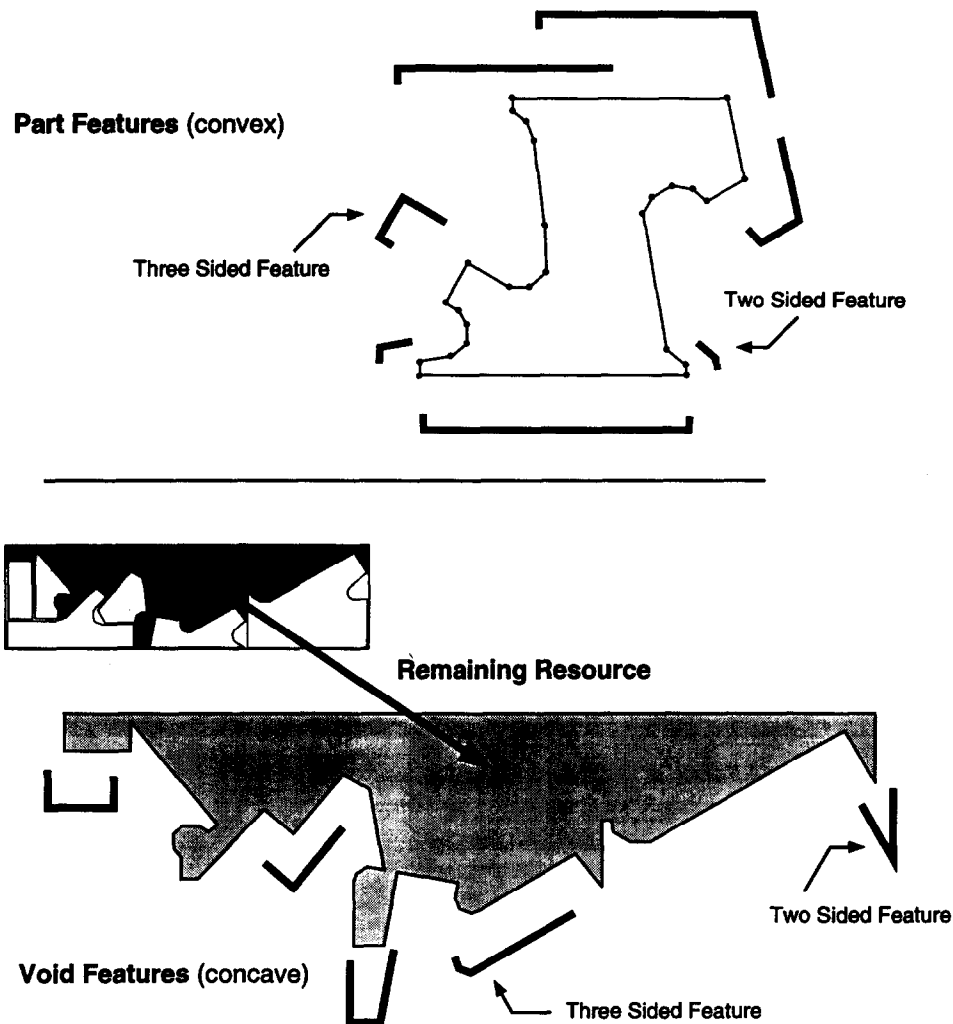 Part Features (convex)
Three Sided Feature
Two Sided Feature
Remaining Resource
Two Sided Feature
Void Features (concave)
Three Sided Feature